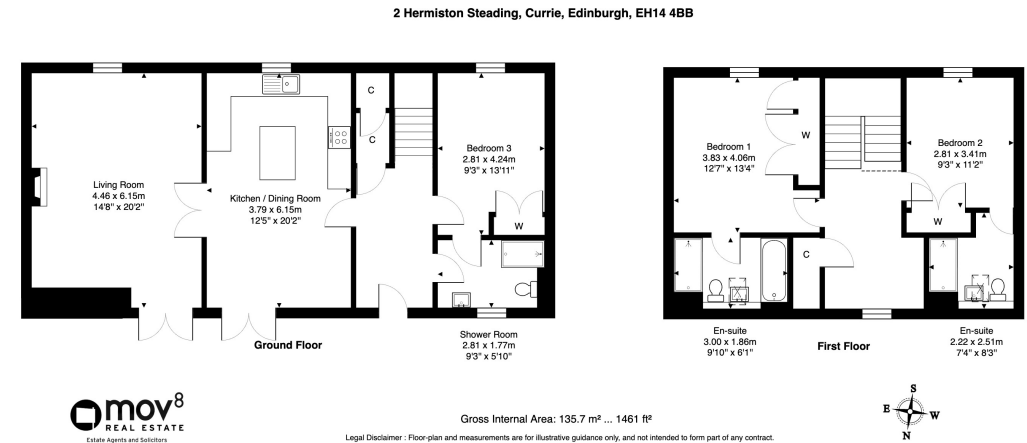 2 Hermiston Steading, Currie, Edinburgh, EH14 4BB
Living Room
4.46 x 6.15m
14'8" x 20'2"
Kitchen / Dining Room
3.79 x 6.15m
12'5" x 20'2"
C
C
Bedroom 3
2.81 x 4.24m
9'3" x 13'11"
W
Shower Room
2.81 x 1.77m
9'3" x 5'10"
Ground Floor
Bedroom 1
3.83 x 4.06m
12'7" x 13'4"
W
Bedroom 2
2.81 x 3.41m
9'3" x 11'2"
W
C
En-suite
3.00 x 1.86m
9'10" x 6'1"
First Floor
En-suite
2.22 x 2.51m
7'4" x 8'3"
mov8
REAL ESTATE
Estate Agents and Solicitors
Gross Internal Area: 135.7 m² ... 1461 ft²
Legal Disclaimer : Floor-plan and measurements are for illustrative guidance only, and not intended to form part of any contract.
S
E
W
N